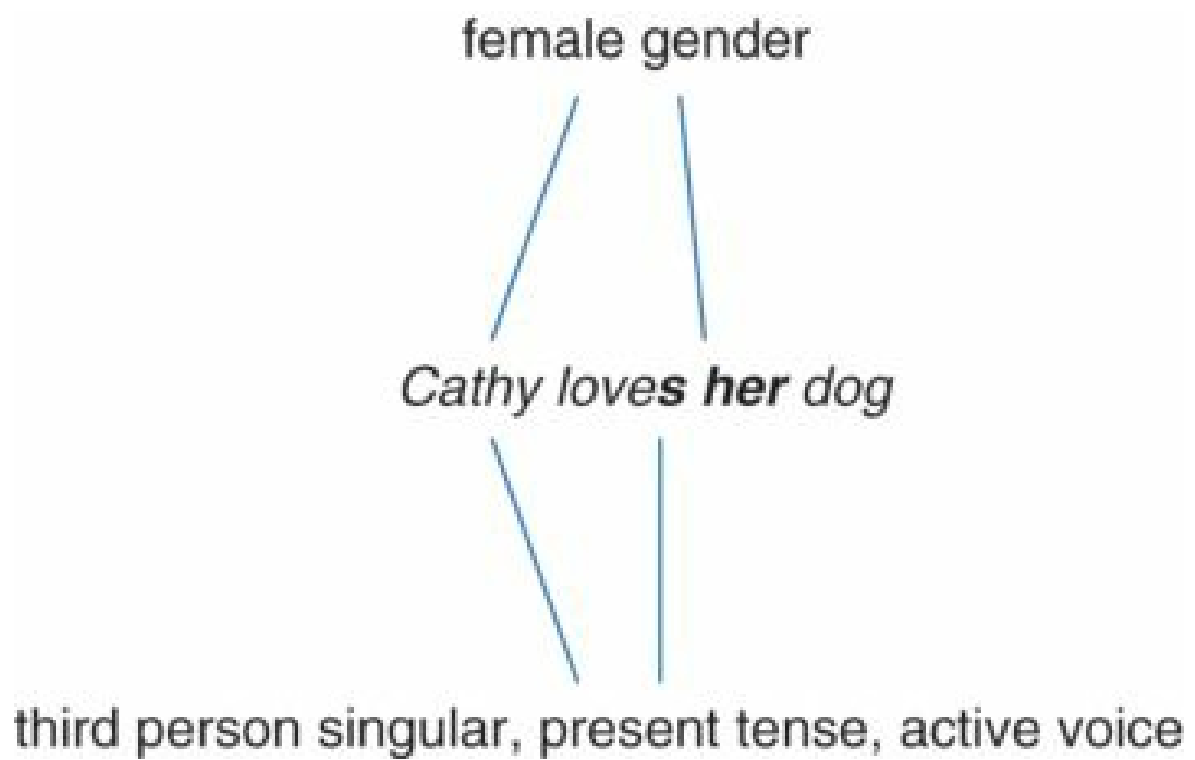 female gender
Cathy loves her dog
third person singular, present tense, active voice